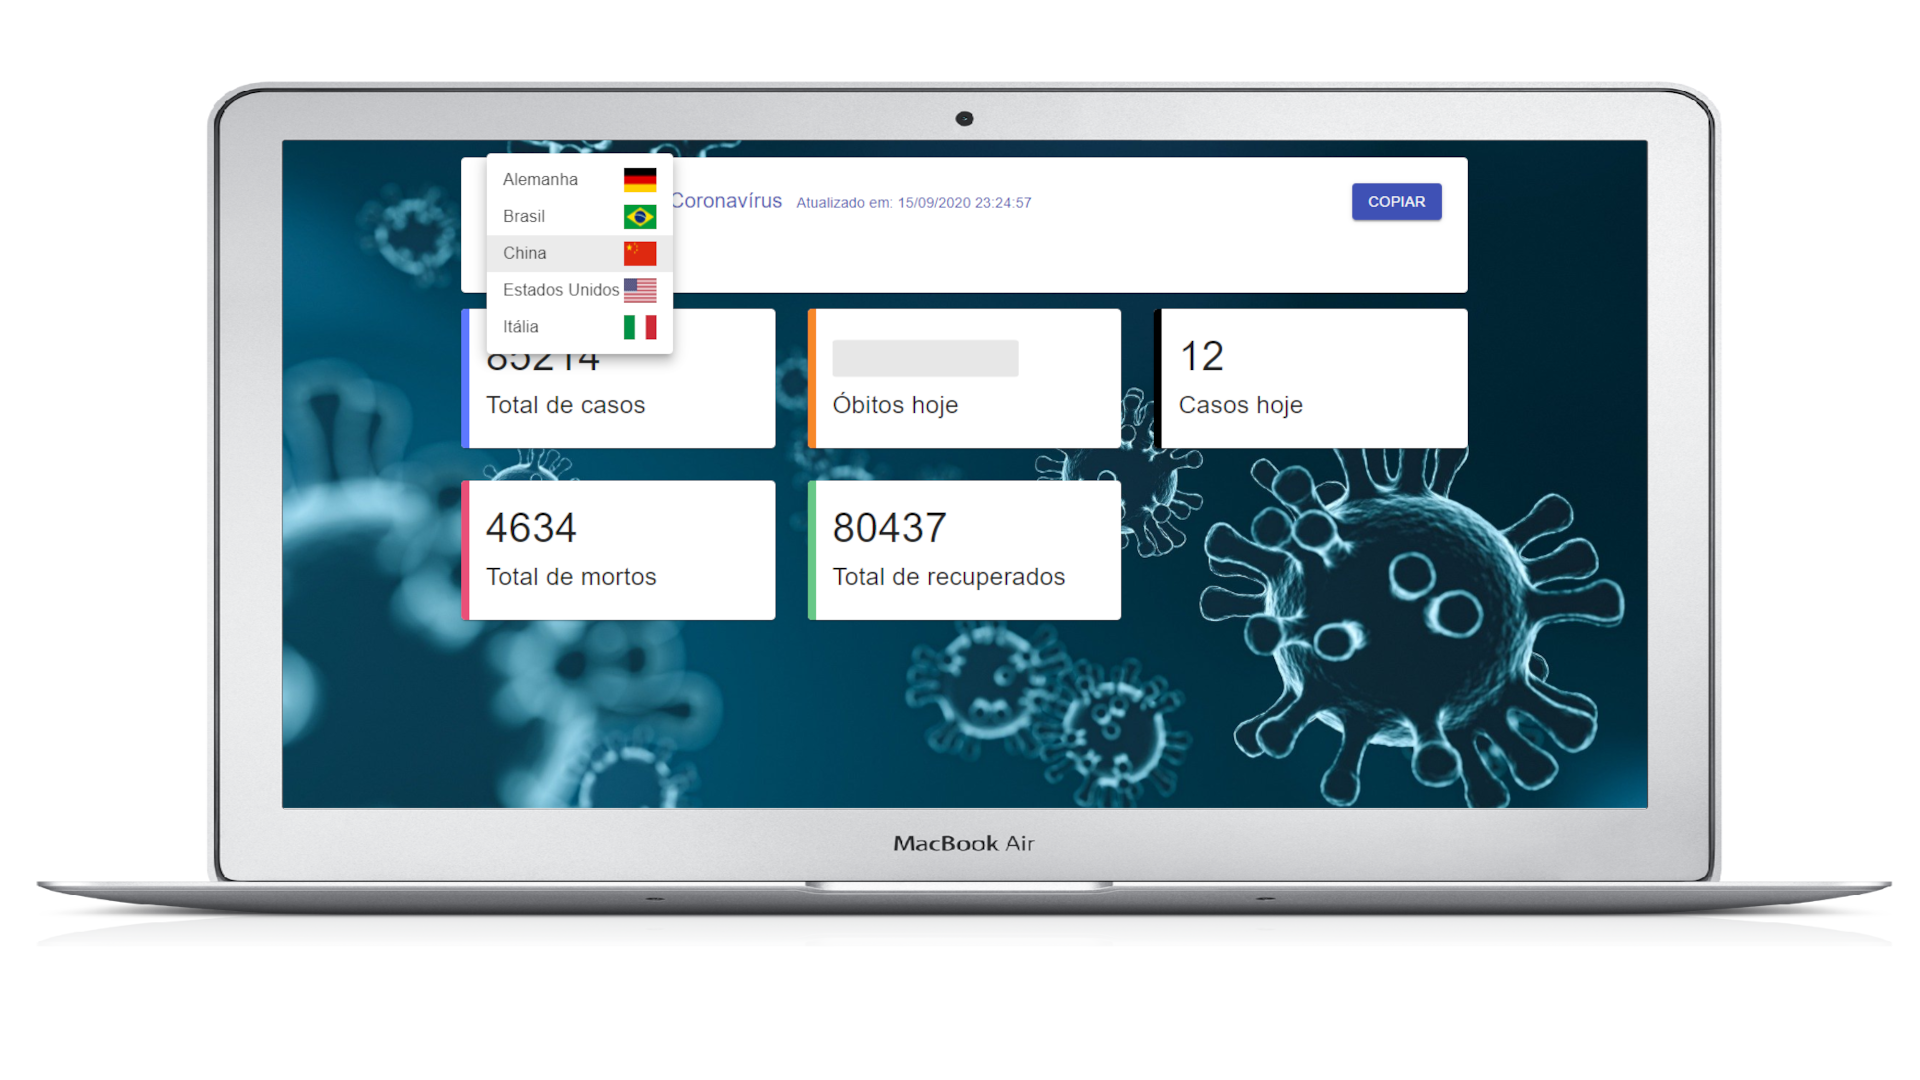 Alemanha
Brasil
China
Estados Unidos
Itália
Coronavírus Atualizado em: 15/09/2020 23:24:57
COPIAR
85214
Total de casos
Óbitos hoje
12
Casos hoje
4634
Total de mortos
80437
Total de recuperados
MacBook Air